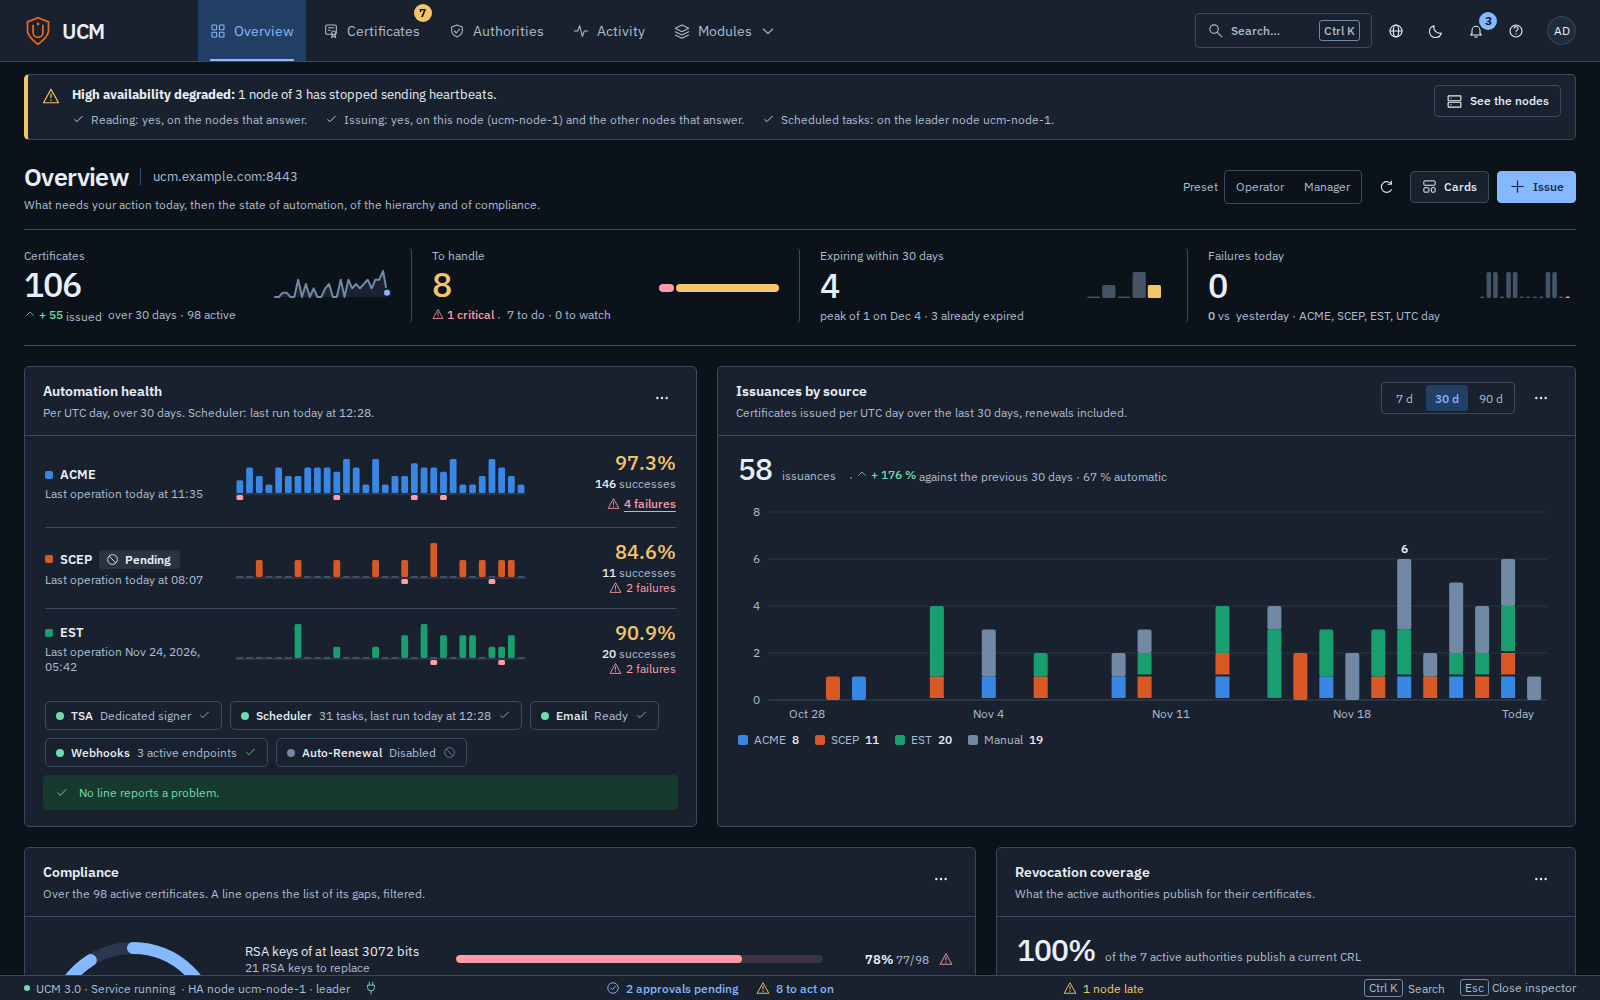 UCM
Overview
Certificates
7
Authorities
Activity
Modules
Search...
Ctrl K
3
AD
High availability degraded: 1 node of 3 has stopped sending heartbeats.
Reading: yes, on the nodes that answer.
Issuing: yes, on this node (ucm-node-1) and the other nodes that answer.
Scheduled tasks: on the leader node ucm-node-1.
See the nodes
Overview
ucm.example.com:8443
What needs your action today, then the state of automation, of the hierarchy and of compliance.
Preset
Operator
Manager
Cards
Issue
Certificates
106
+ 55 issued over 30 days · 98 active
To handle
8
1 critical . 7 to do · 0 to watch
Expiring within 30 days
4
peak of 1 on Dec 4 · 3 already expired
Failures today
0
0 vs yesterday · ACME, SCEP, EST, UTC day
Automation health
Per UTC day, over 30 days. Scheduler: last run today at 12:28.
ACME
Last operation today at 11:35
97.3%
146 successes
4 failures
SCEP
Pending
Last operation today at 08:07
84.6%
11 successes
2 failures
EST
Last operation Nov 24, 2026,
05:42
90.9%
20 successes
2 failures
TSA Dedicated signer
Scheduler 31 tasks, last run today at 12:28
Email Ready
Webhooks 3 active endpoints
Auto-Renewal Disabled
No line reports a problem.
Issuances by source
Certificates issued per UTC day over the last 30 days, renewals included.
7 d
30 d
90 d
58 issuances · + 176 % against the previous 30 days · 67 % automatic
8
6
4
2
0
6
Oct 28
Nov 4
Nov 11
Nov 18
Today
ACME 8
SCEP 11
EST 20
Manual 19
Compliance
Over the 98 active certificates. A line opens the list of its gaps, filtered.
RSA keys of at least 3072 bits
21 RSA keys to replace
78% 77/98
Revocation coverage
What the active authorities publish for their certificates.
100% of the 7 active authorities publish a current CRL
UCM 3.0 · Service running · HA node ucm-node-1 · leader
2 approvals pending
8 to act on
1 node late
Ctrl K Search
Esc Close inspector